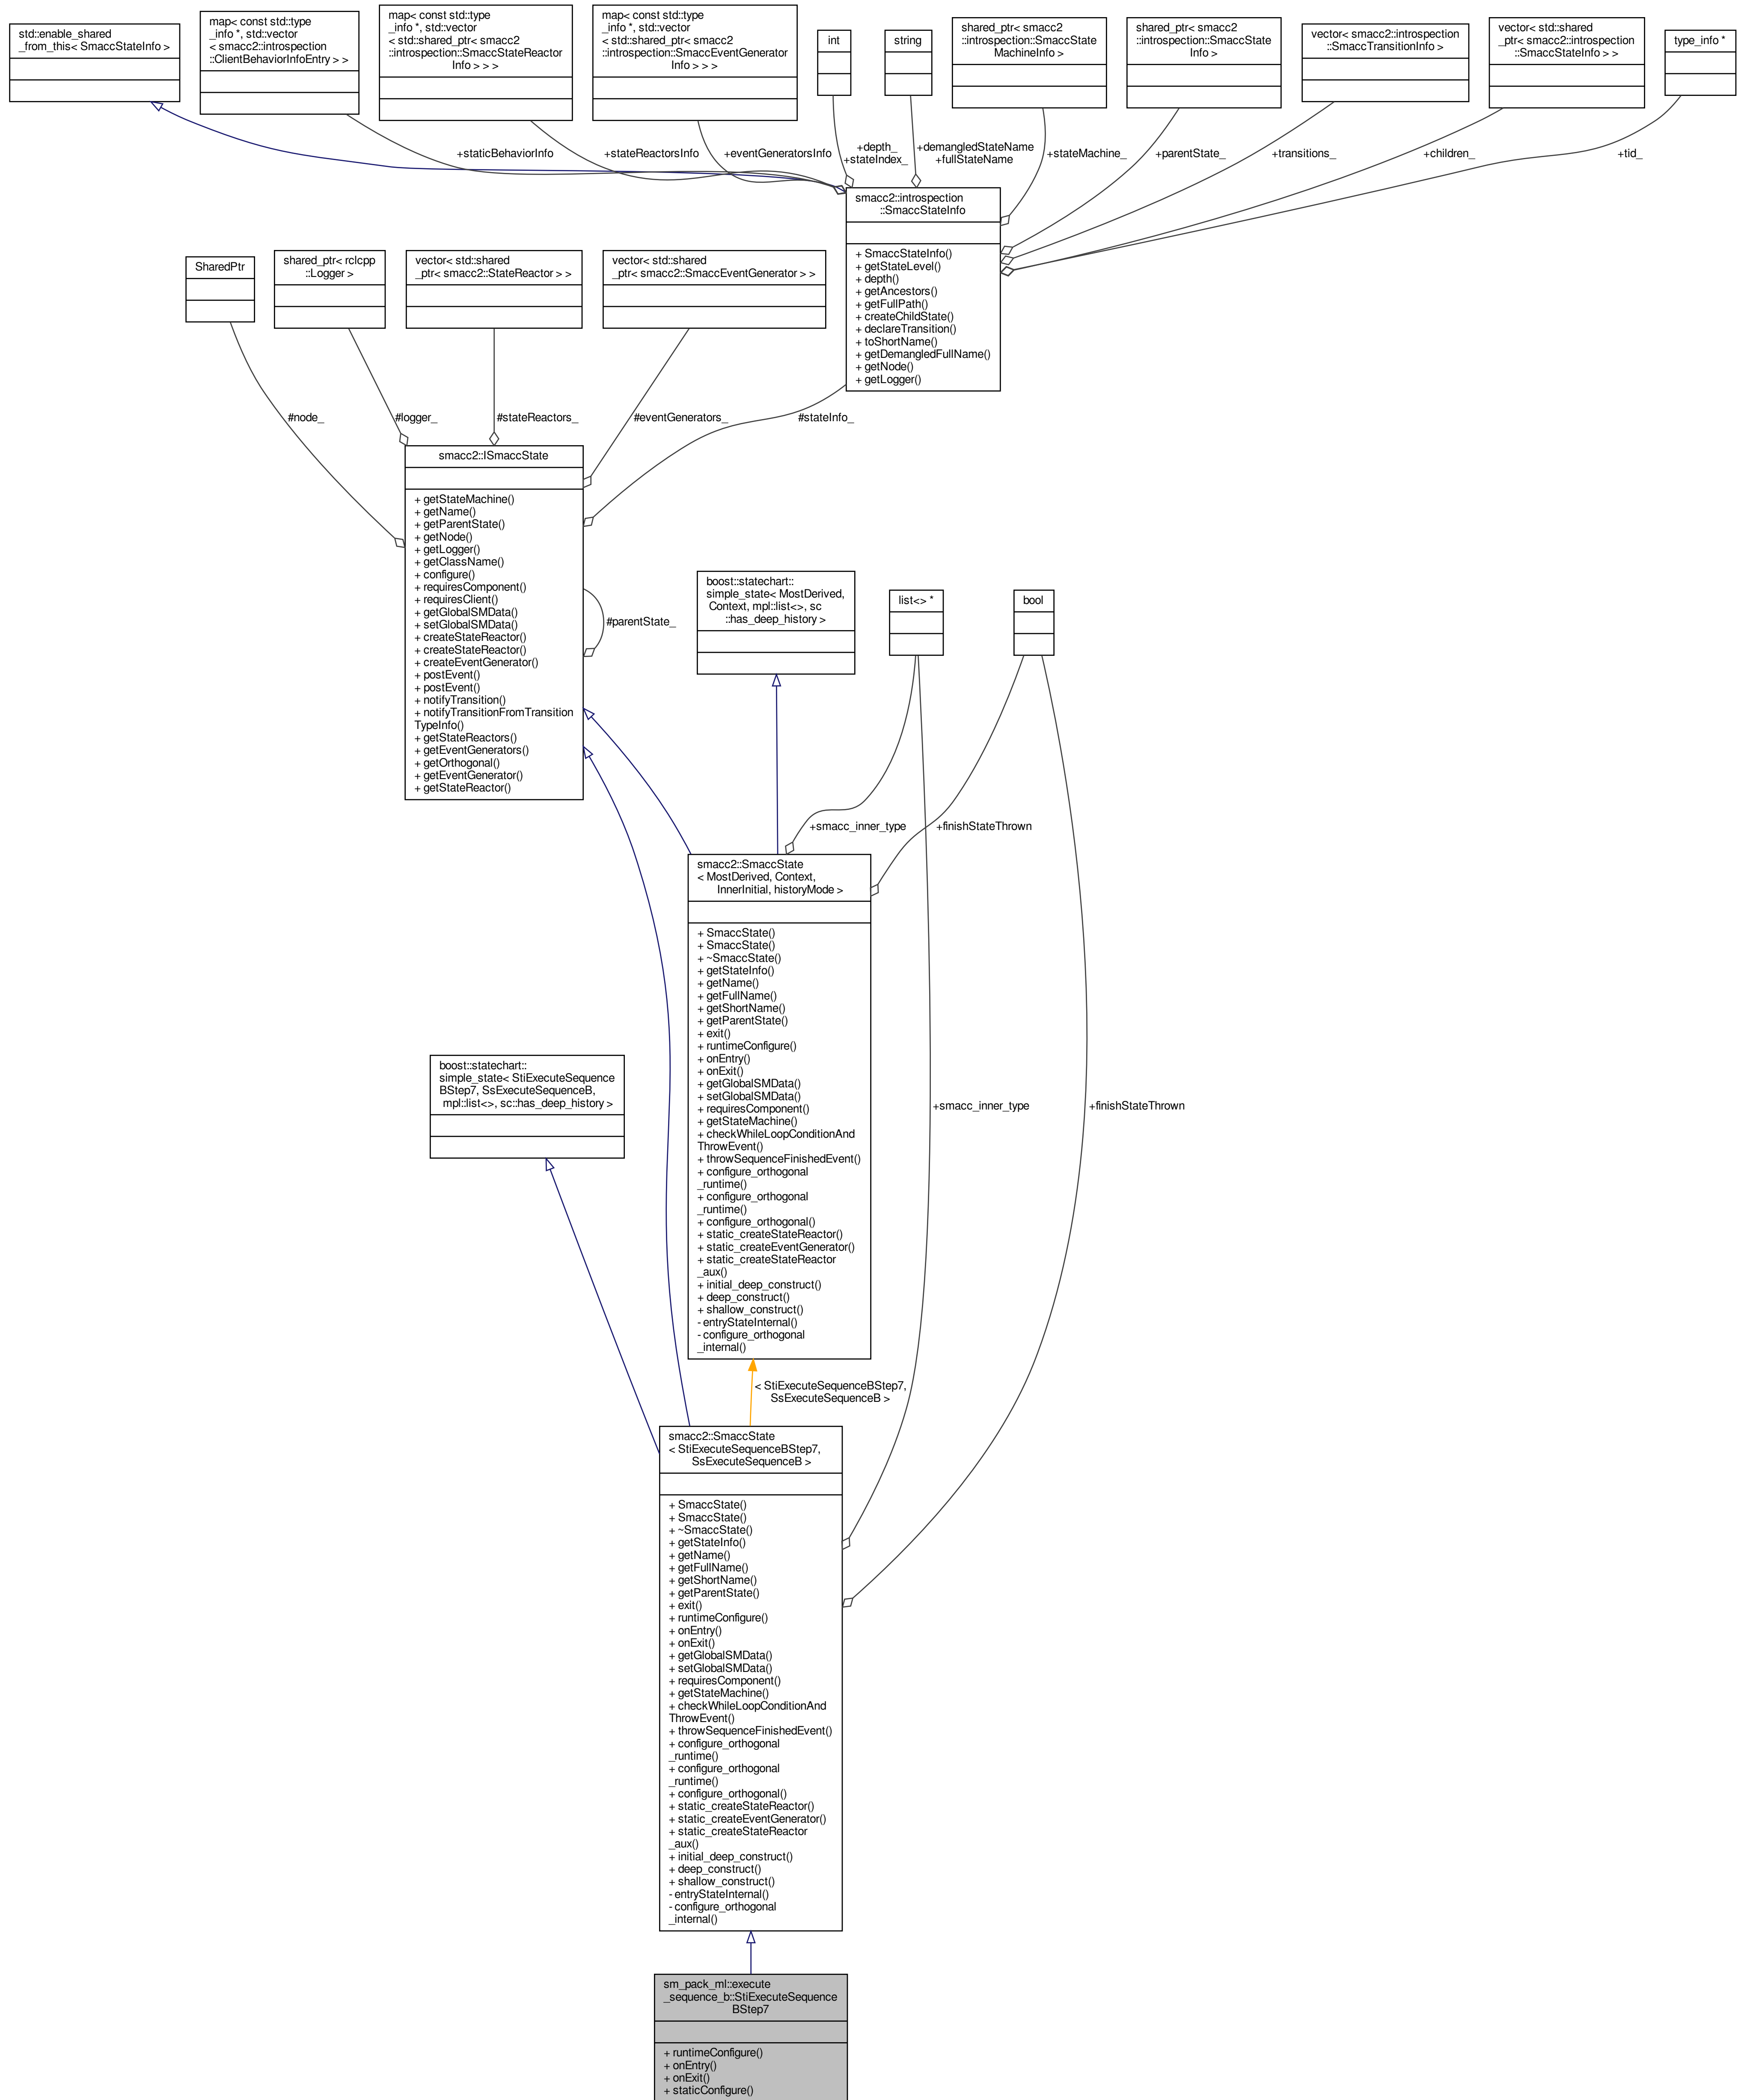 std::enable_shared
_from_this< SmaccStateInfo >
map< const std::type
_info *, std::vector
< smacc2::introspection
::ClientBehaviorInfoEntry > >
map< const std::type
_info *, std::vector
< std::shared_ptr< smacc2
::introspection::SmaccStateReactor
Info > > >
map< const std::type
_info *, std::vector
< std::shared_ptr< smacc2
::introspection::SmaccEventGenerator
Info > > >
int
string
shared_ptr< smacc2
::introspection::SmaccState
MachineInfo >
shared_ptr< smacc2
::introspection::SmaccState
Info >
vector< smacc2::introspection
::SmaccTransitionInfo >
vector< std::shared
_ptr< smacc2::introspection
::SmaccStateInfo > >
type_info *
+staticBehaviorInfo
+stateReactorsInfo
+eventGeneratorsInfo
+depth_
+stateIndex_
+demangledStateName
+fullStateName
+stateMachine_
+parentState_
+transitions_
+children_
+tid_
smacc2::introspection
::SmaccStateInfo
+ SmaccStateInfo()
+ getStateLevel()
+ depth()
+ getAncestors()
+ getFullPath()
+ createChildState()
+ declareTransition()
+ toShortName()
+ getDemangledFullName()
+ getNode()
+ getLogger()
SharedPtr
shared_ptr< rclcpp
::Logger >
vector< std::shared
_ptr< smacc2::StateReactor > >
vector< std::shared
_ptr< smacc2::SmaccEventGenerator > >
#node_
#logger_
#stateReactors_
#eventGenerators_
#stateInfo_
smacc2::ISmaccState
+ getStateMachine()
+ getName()
+ getParentState()
+ getNode()
+ getLogger()
+ getClassName()
+ configure()
+ requiresComponent()
+ requiresClient()
+ getGlobalSMData()
+ setGlobalSMData()
+ createStateReactor()
+ createStateReactor()
+ createEventGenerator()
+ postEvent()
+ postEvent()
+ notifyTransition()
+ notifyTransitionFromTransition
TypeInfo()
+ getStateReactors()
+ getEventGenerators()
+ getOrthogonal()
+ getEventGenerator()
+ getStateReactor()
#parentState_
boost::statechart::
simple_state< MostDerived,
Context, mpl::list<>, sc
::has_deep_history >
list<> *
bool
+smacc_inner_type
+finishStateThrown
smacc2::SmaccState
< MostDerived, Context,
InnerInitial, historyMode >
+ SmaccState()
+ SmaccState()
+ ~SmaccState()
+ getStateInfo()
+ getName()
+ getFullName()
+ getShortName()
+ getParentState()
+ exit()
+ runtimeConfigure()
+ onEntry()
+ onExit()
+ getGlobalSMData()
+ setGlobalSMData()
+ requiresComponent()
+ getStateMachine()
+ checkWhileLoopConditionAnd
ThrowEvent()
+ throwSequenceFinishedEvent()
+ configure_orthogonal
_runtime()
+ configure_orthogonal
_runtime()
+ configure_orthogonal()
+ static_createStateReactor()
+ static_createEventGenerator()
+ static_createStateReactor
_aux()
+ initial_deep_construct()
+ deep_construct()
+ shallow_construct()
- entryStateInternal()
- configure_orthogonal
_internal()
boost::statechart::
simple_state< StiExecuteSequence
BStep7, SsExecuteSequenceB,
mpl::list<>, sc::has_deep_history >
+smacc_inner_type
+finishStateThrown
< StiExecuteSequenceBStep7,
SsExecuteSequenceB >
smacc2::SmaccState
< StiExecuteSequenceBStep7,
SsExecuteSequenceB >
+ SmaccState()
+ SmaccState()
+ ~SmaccState()
+ getStateInfo()
+ getName()
+ getFullName()
+ getShortName()
+ getParentState()
+ exit()
+ runtimeConfigure()
+ onEntry()
+ onExit()
+ getGlobalSMData()
+ setGlobalSMData()
+ requiresComponent()
+ getStateMachine()
+ checkWhileLoopConditionAnd
ThrowEvent()
+ throwSequenceFinishedEvent()
+ configure_orthogonal
_runtime()
+ configure_orthogonal
_runtime()
+ configure_orthogonal()
+ static_createStateReactor()
+ static_createEventGenerator()
+ static_createStateReactor
_aux()
+ initial_deep_construct()
+ deep_construct()
+ shallow_construct()
- entryStateInternal()
- configure_orthogonal
_internal()
sm_pack_ml::execute
_sequence_b::StiExecuteSequence
BStep7
+ runtimeConfigure()
+ onEntry()
+ onExit()
+ staticConfigure()